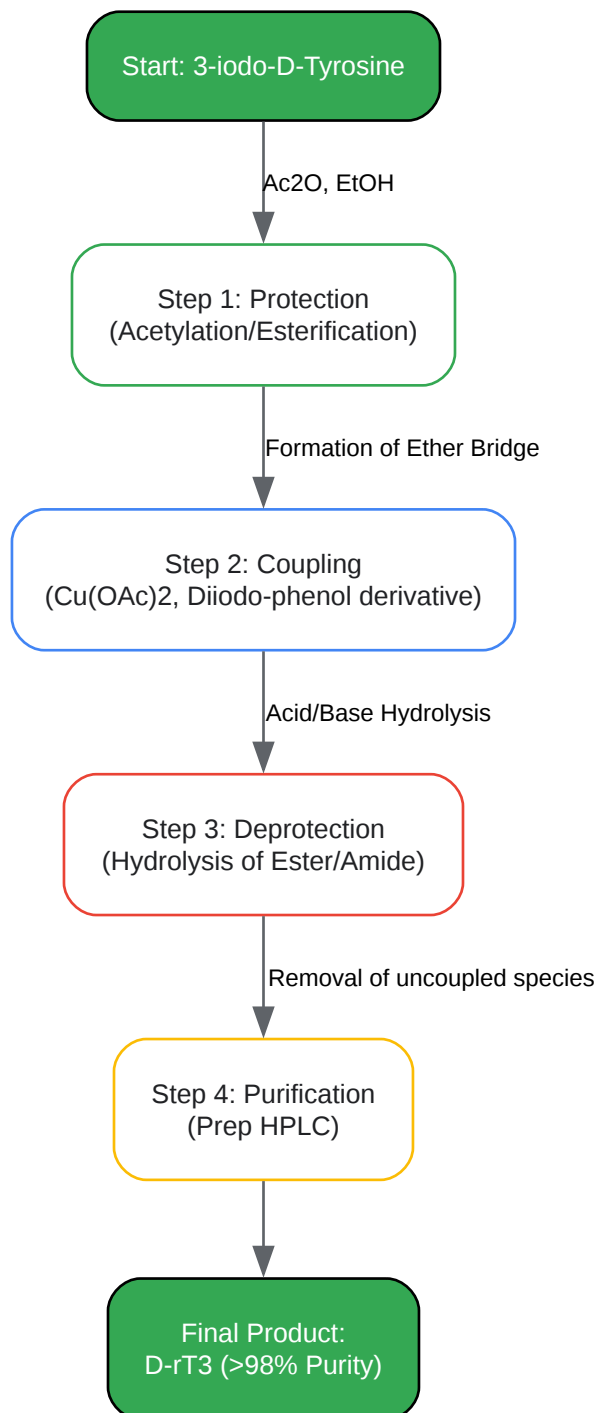 Start: 3-iodo-D-Tyrosine
Ac2O, EtOH
Step 1: Protection
(Acetylation/Esterification)
Formation of Ether Bridge
Step 2: Coupling
(Cu(OAc)2, Diiodo-phenol derivative)
Acid/Base Hydrolysis
Step 3: Deprotection
(Hydrolysis of Ester/Amide)
Removal of uncoupled species
Step 4: Purification
(Prep HPLC)
Final Product:
D-rT3 (>98% Purity)